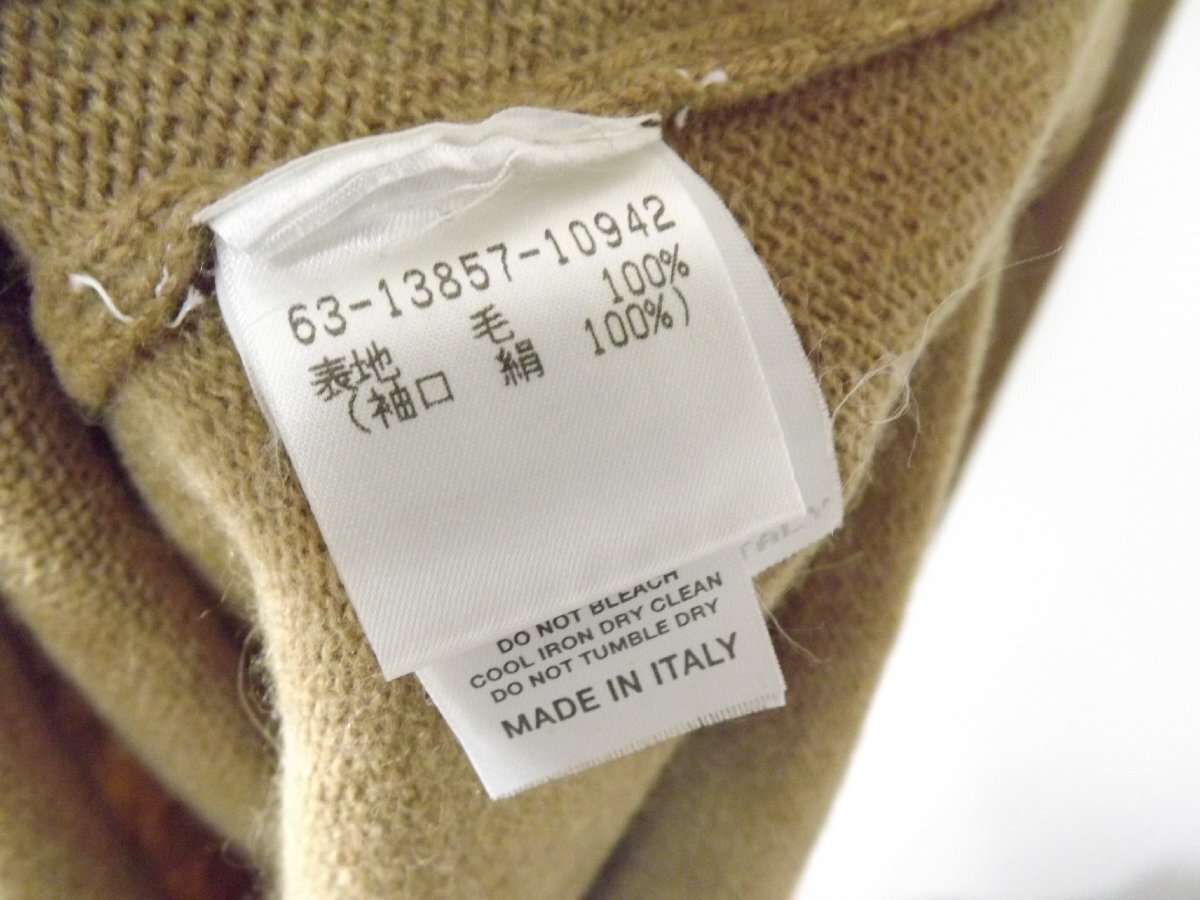 63-13857-10942
表地 毛 100%
(袖口 絹 100%)
DO NOT BLEACH
COOL IRON DRY CLEAN
DO NOT TUMBLE DRY
MADE IN ITALY